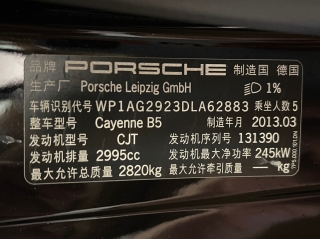 品牌 PORSCHE 制造国 德国
生产厂 Porsche Leipzig GmbH 1%
车辆识别代号 WP1AG2923DLA62883 乘坐人数 5
整车型号 Cayenne B5 制造年月 2013.03
发动机型号 CJT 发动机序列号 131390
发动机排量 2995cc 发动机最大净功率 245kW
最大允许总质量 2820kg 最大允许牵引质量 — kg